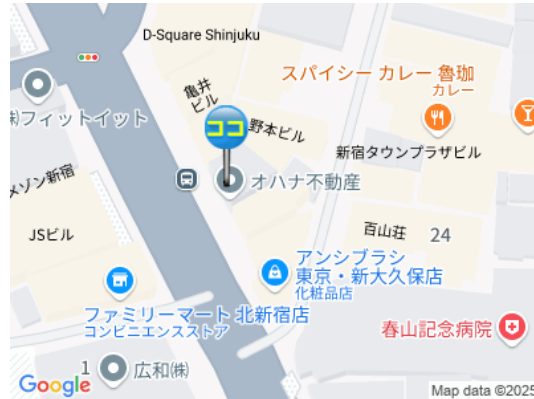 D-Square Shinjuku
スパイシー カレー 魯珈
カレー
亀井
ビル
㈱フィットイット
ココ
野本ビル
新宿タウンプラザビル
メゾン新宿
オハナ不動産
JSビル
百山荘 24
アンシブラシ
東京・新大久保店
化粧品店
ファミリーマート 北新宿店
コンビニエンスストア
春山記念病院
1
広和㈱
Google
Map data ©2025